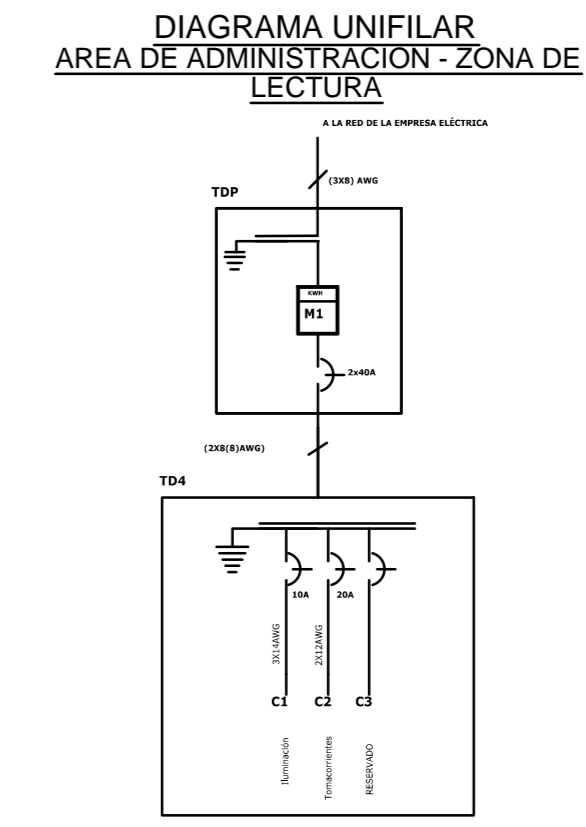 DIAGRAMA UNIFILAR
AREA DE ADMINISTRACION - ZONA DE
LECTURA
A LA RED DE LA EMPRESA ELÉCTRICA
(3X8) AWG
TDP
KWH
M1
2x40A
(2X8(8)AWG)
TD4
10A
20A
3X14AWG
2X12AWG
C1
C2
C3
Iluminación
Tomacorrientes
RESERVADO